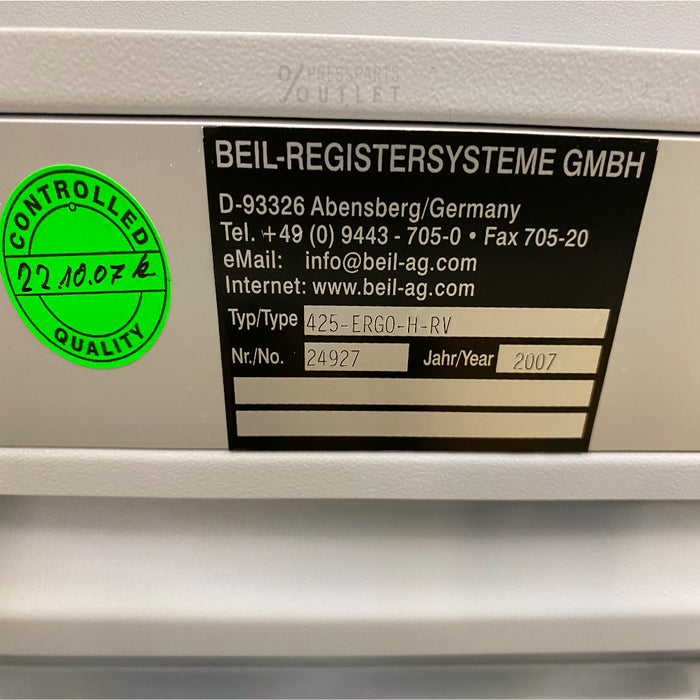 % PRESSPARTS
OUTLET
BEIL-REGISTERSYSTEME GMBH
D-93326 Abensberg/Germany
Tel. +49 (0) 9443 - 705-0 • Fax 705-20
eMail: info@beil-ag.com
Internet: www.beil-ag.com
Typ/Type 425-ERGO-H-RV
Nr./No. 24927 Jahr/Year 2007
CONTROLLED
22.10.07
QUALITY